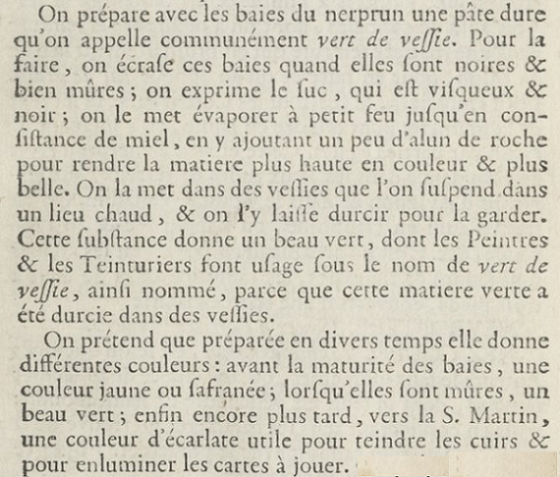 On prépare avec les baies du nerprun une pâte dure
qu'on appelle communément vert de veſſie. Pour la
faire, on écraſe ces baies quand elles ſont noires &
bien mûres; on exprime le ſuc, qui eſt viſqueux &
noir; on le met évaporer à petit feu juſqu'en con-
ſiſtance de miel, en y ajoutant un peu d'alun de roche
pour rendre la matiere plus haute en couleur & plus
belle. On la met dans des veſſies que l'on ſuſpend dans
un lieu chaud, & on l'y laiſſe durcir pour la garder.
Cette ſubſtance donne un beau vert, dont les Peintres
& les Teinturiers font uſage ſous le nom de vert de
veſſie, ainſi nommé, parce que cette matiere verte a
été durcie dans des veſſies.
On prétend que préparée en divers temps elle donne
différentes couleurs: avant la maturité des baies, une
couleur jaune ou ſafranée; lorſqu'elles ſont mûres, un
beau vert; enfin encore plus tard, vers la S. Martin,
une couleur d'écarlate utile pour teindre les cuirs &
pour enluminer les cartes à jouer.